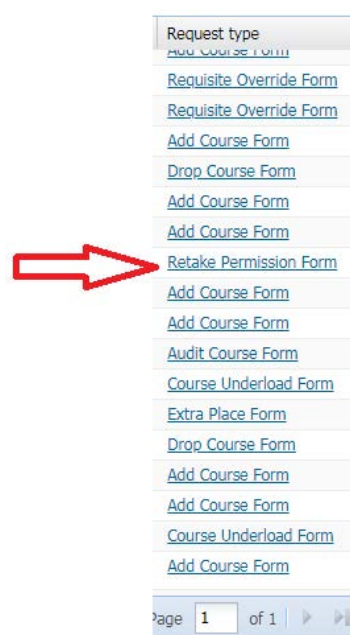 Request type
Add Course Form
Requisite Override Form
Requisite Override Form
Add Course Form
Drop Course Form
Add Course Form
Add Course Form
Retake Permission Form
Add Course Form
Add Course Form
Audit Course Form
Course Underload Form
Extra Place Form
Drop Course Form
Add Course Form
Add Course Form
Course Underload Form
Add Course Form
Page 1 of 1